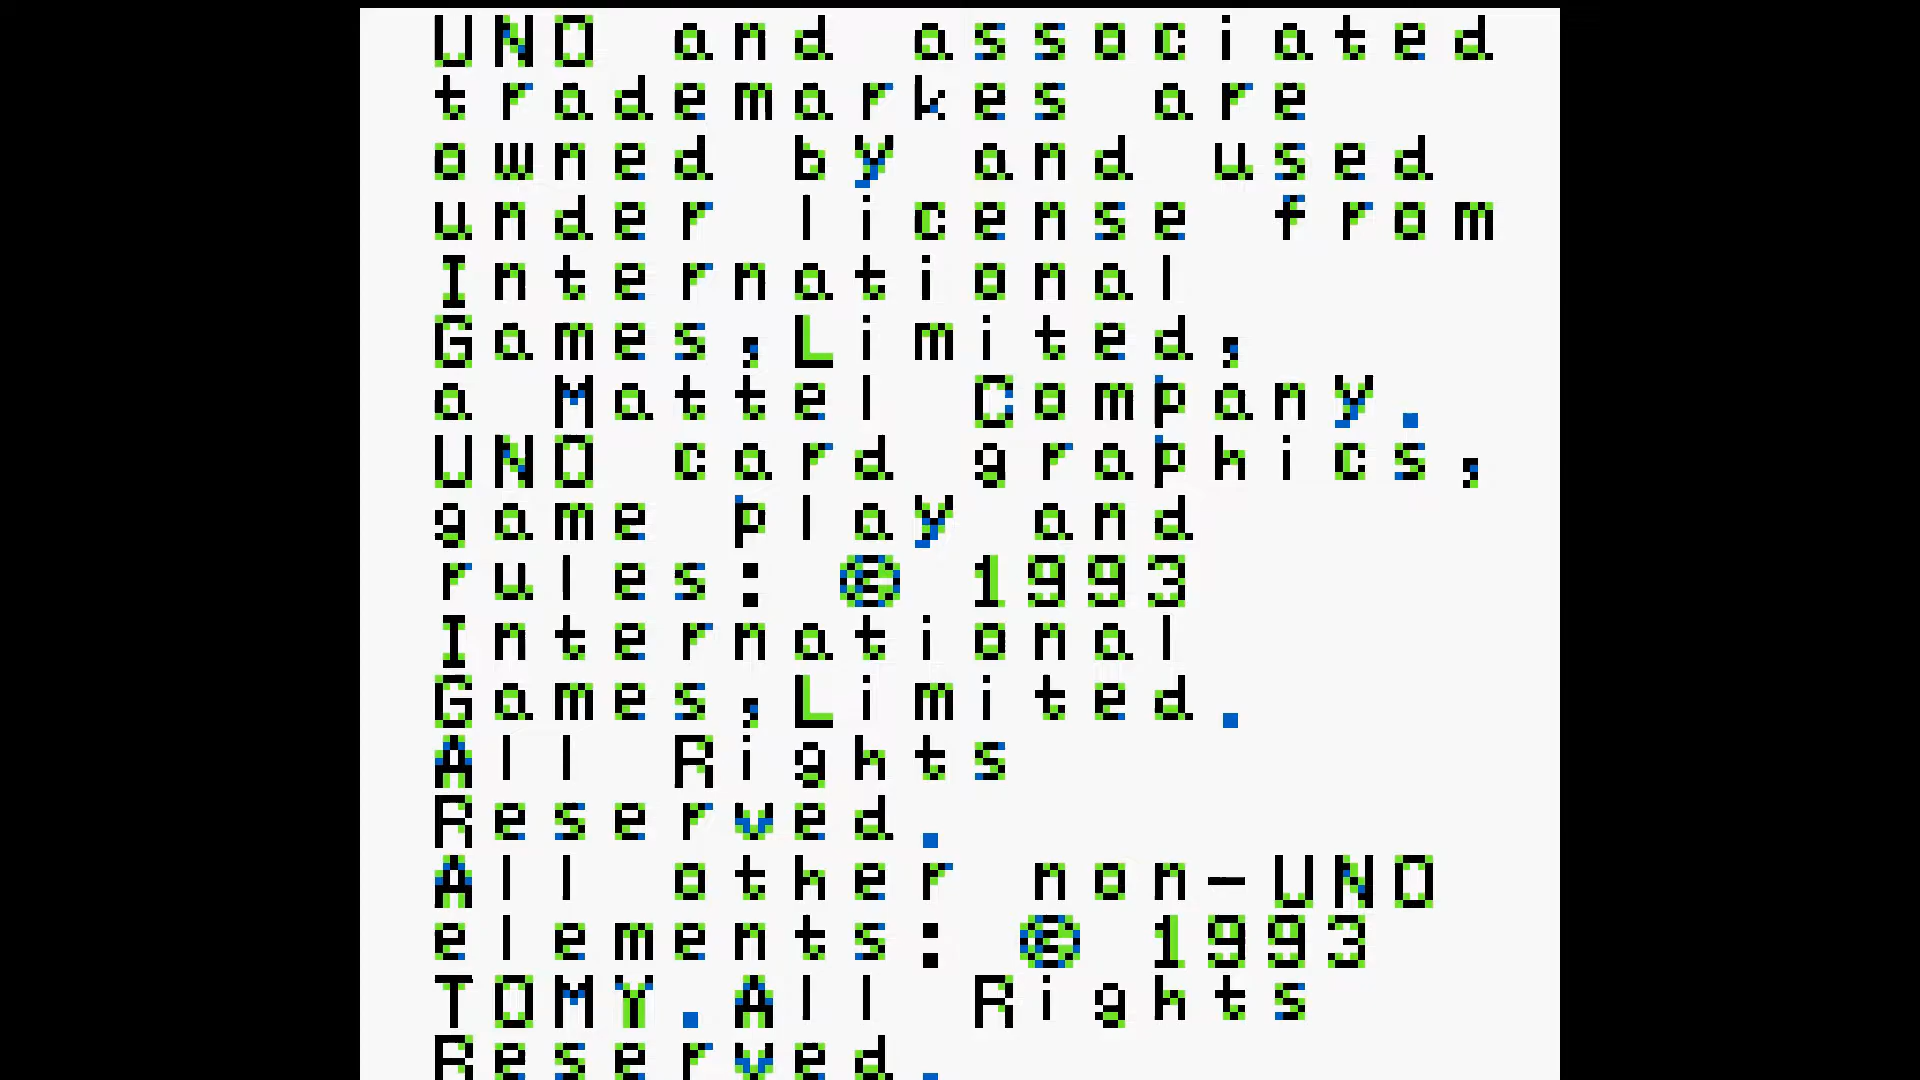 UNO and associated
trademarkes are
owned by and used
under license from
International
Games,Limited,
a Mattel Company.
UNO card graphics,
game play and
rules: © 1993
International
Games,Limited.
All Rights
Reserved.
All other non-UNO
elements: © 1993
TOMY.All Rights
Reserved.